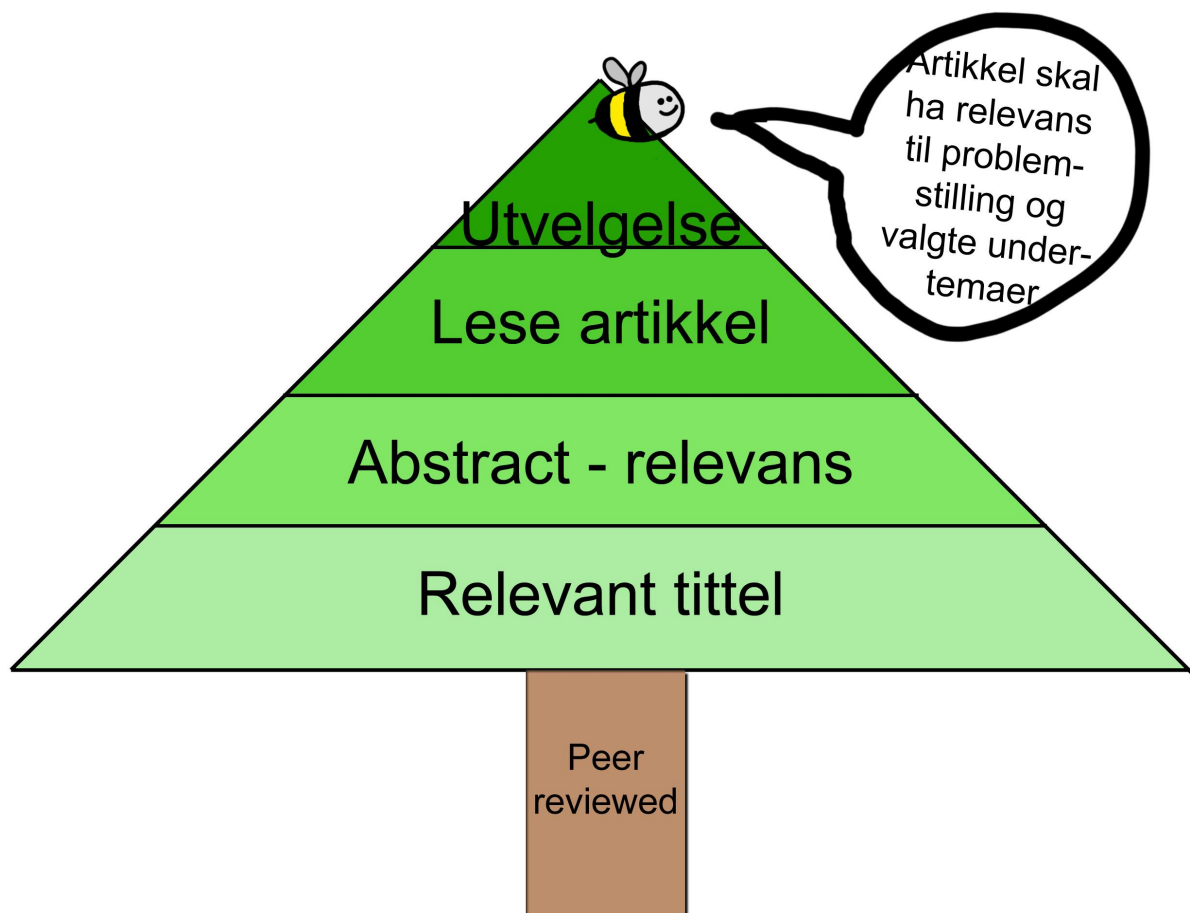 Artikkel skal
ha relevans
til problem-
stilling og
valgte under-
temaer
Utvelgelse
Lese artikkel
Abstract - relevans
Relevant tittel
Peer
reviewed